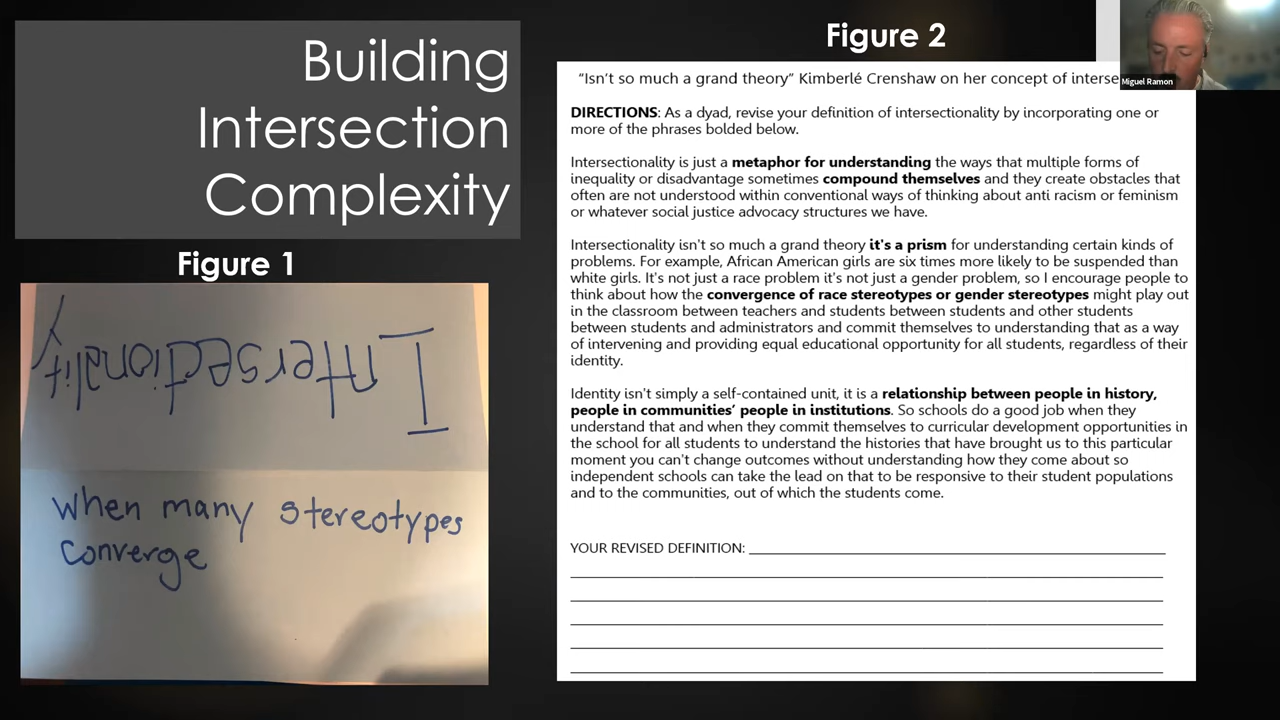 Building
Intersection
Complexity
Figure 1
Intersectionality
when many stereotypes
converge
Figure 2
Miguel Ramon
“Isn’t so much a grand theory” Kimberlé Crenshaw on her concept of
DIRECTIONS: As a dyad, revise your definition of intersectionality by incorporating one or
more of the phrases bolded below.
Intersectionality is just a metaphor for understanding the ways that multiple forms of
inequality or disadvantage sometimes compound themselves and they create obstacles that
often are not understood within conventional ways of thinking about anti racism or feminism
or whatever social justice advocacy structures we have.
Intersectionality isn't so much a grand theory it's a prism for understanding certain kinds of
problems. For example, African American girls are six times more likely to be suspended than
white girls. It's not just a race problem it's not just a gender problem, so I encourage people to
think about how the convergence of race stereotypes or gender stereotypes might play out
in the classroom between teachers and students between students and other students
between students and administrators and commit themselves to understanding that as a way
of intervening and providing equal educational opportunity for all students, regardless of their
identity.
Identity isn't simply a self-contained unit, it is a relationship between people in history,
people in communities’ people in institutions. So schools do a good job when they
understand that and when they commit themselves to curricular development opportunities in
the school for all students to understand the histories that have brought us to this particular
moment you can't change outcomes without understanding how they come about so
independent schools can take the lead on that to be responsive to their student populations
and to the communities, out of which the students come.
YOUR REVISED DEFINITION: